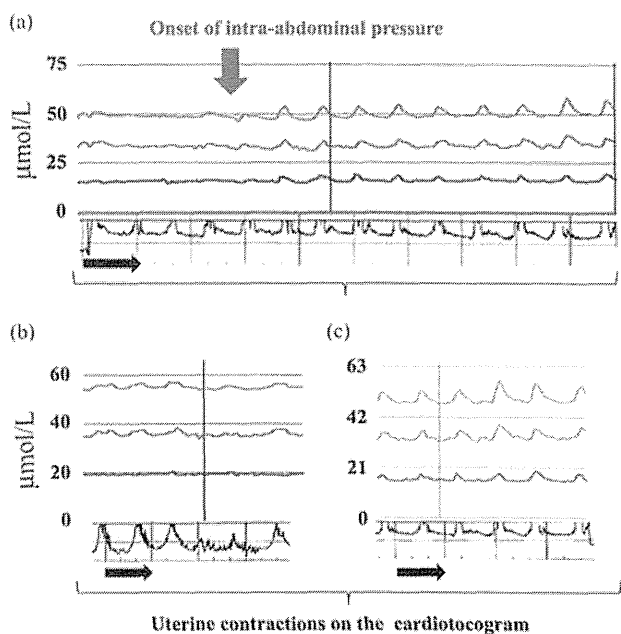 (a)
Onset of intra-abdominal pressure
75
50
25
0
μmol/L
(b)
60
40
20
0
μmol/L
(c)
63
42
21
0
Uterine contractions on the cardiotocogram